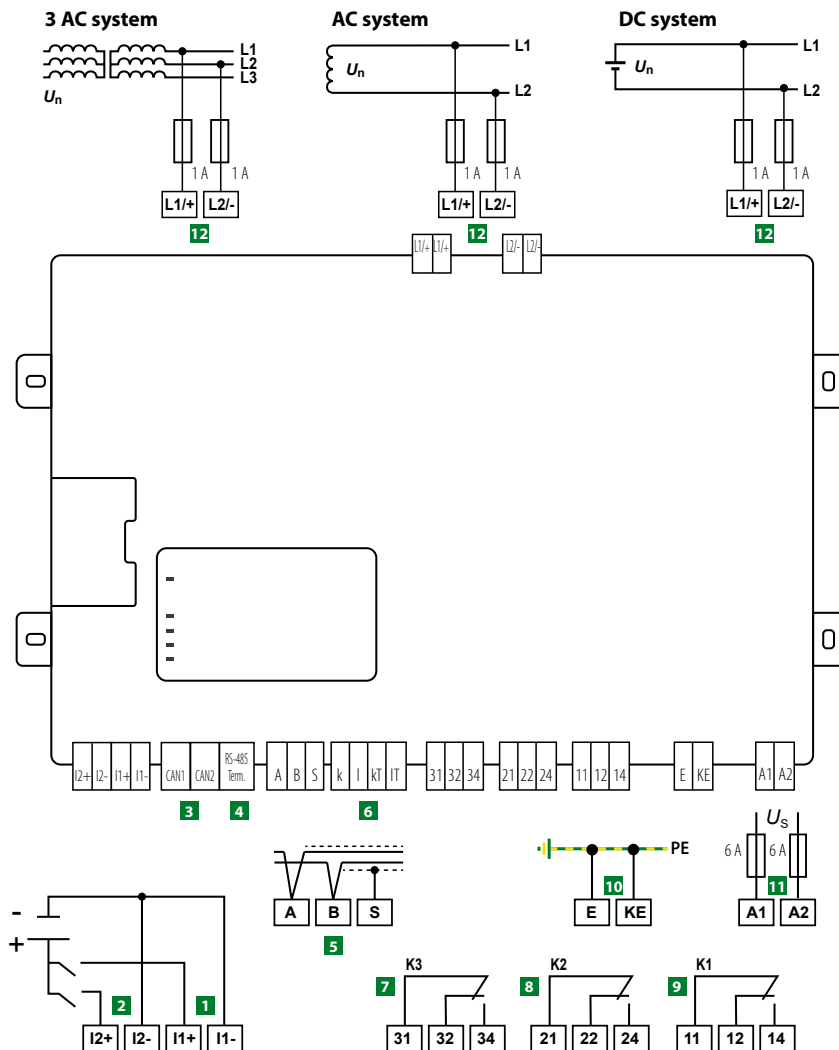 3 AC system AC system DC system
L1 L1 L1
L2
L3
Un Un Un
L2 L2
1 A 1 A 1 A 1 A 1 A 1 A
L1/+ L2/- L1/+ L2/- L1/+ L2/-
12 12 12
L1/+ L1/+ L2/- L2/-
I2+ I2- I1+ I1- CAN1 CAN2 RS-485 Term. A B S k l kT lT 31 32 34 21 22 24 11 12 14 E KE A1 A2
3 4 6
US
PE
6 A 6 A
10 11
A B S E KE A1 A2
5
- 
+
K3 K2 K1
7 8 9
2 1
I2+ I2- I1+ I1- 31 32 34 21 22 24 11 12 14